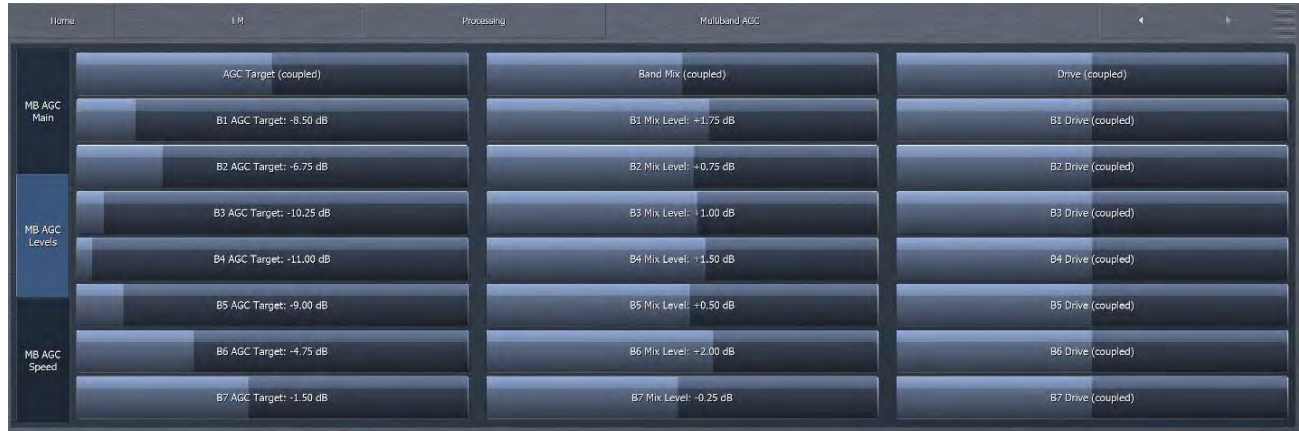 Home
FM
Processing
Multiband AGC
MB AGC
Main
MB AGC
Levels
MB AGC
Speed
AGC Target (coupled)
B1 AGC Target: -8.50 dB
B2 AGC Target: -6.75 dB
B3 AGC Target: -10.25 dB
B4 AGC Target: -11.00 dB
B5 AGC Target: -9.00 dB
B6 AGC Target: -4.75 dB
B7 AGC Target: -1.50 dB
Band Mix (coupled)
B1 Mix Level: +1.75 dB
B2 Mix Level: +0.75 dB
B3 Mix Level: +1.00 dB
B4 Mix Level: +1.50 dB
B5 Mix Level: +0.50 dB
B6 Mix Level: +2.00 dB
B7 Mix Level: -0.25 dB
Drive (coupled)
B1 Drive (coupled)
B2 Drive (coupled)
B3 Drive (coupled)
B4 Drive (coupled)
B5 Drive (coupled)
B6 Drive (coupled)
B7 Drive (coupled)